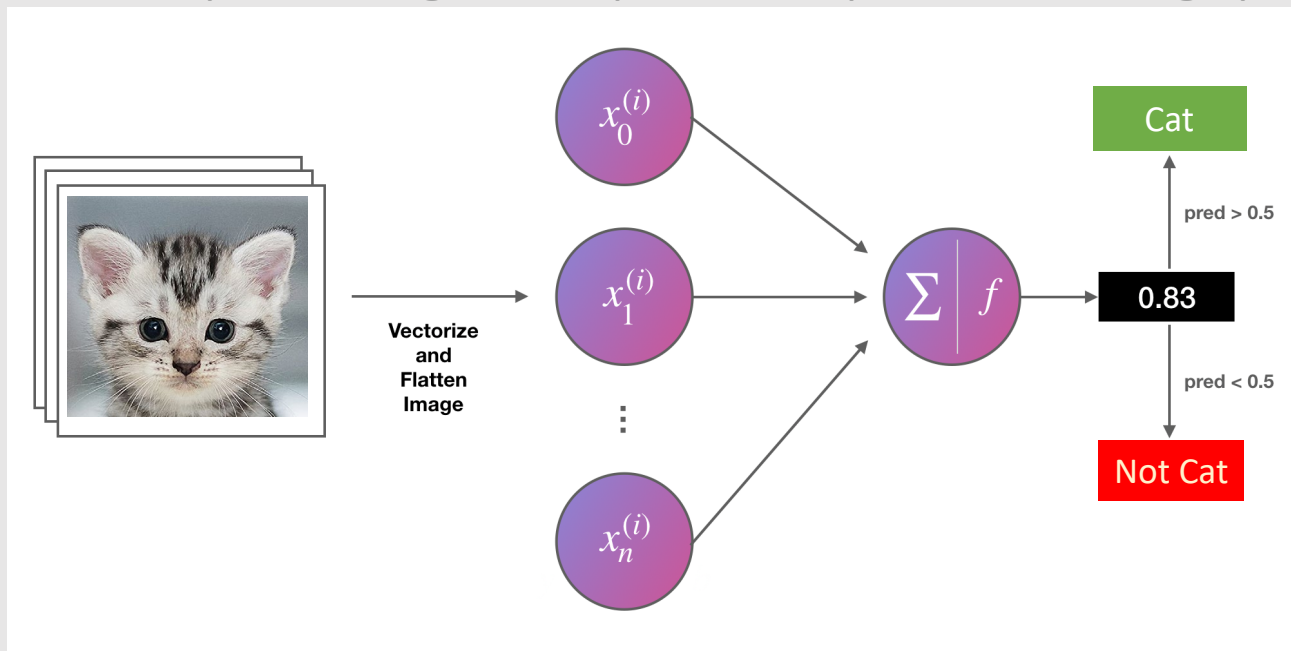 x_0^{(i)}
Cat
pred > 0.5
x_1^{(i)}
Σ | f
0.83
Vectorize
and
Flatten
Image
⋮
pred < 0.5
Not Cat
x_n^{(i)}